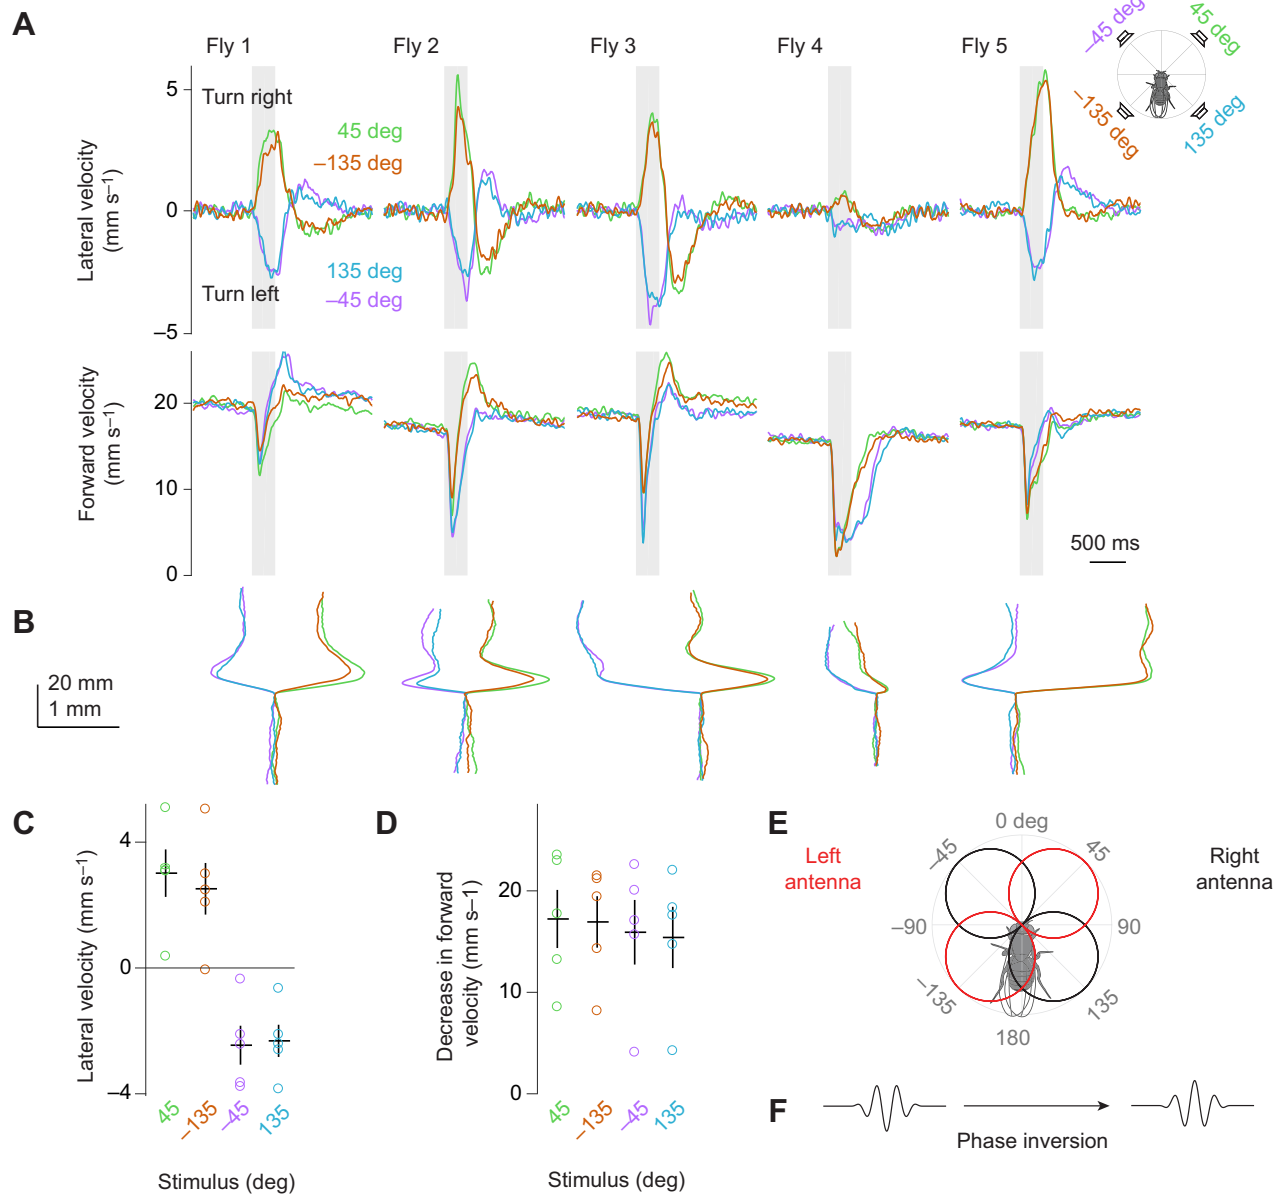 A
Fly 1
Fly 2
Fly 3
Fly 4
Fly 5
–45 deg
45 deg
–135 deg
135 deg
Lateral velocity
(mm s–1)
5
0
–5
Turn right
45 deg
–135 deg
135 deg
–45 deg
Turn left
Forward velocity
(mm s–1)
20
10
0
500 ms
B
20 mm
1 mm
C
Lateral velocity (mm s–1)
4
0
–4
45
–135
–45
135
Stimulus (deg)
D
Decrease in forward
velocity (mm s–1)
20
10
0
45
–135
–45
135
Stimulus (deg)
E
Left
antenna
Right
antenna
0 deg
–45
45
–90
90
–135
135
180
F
Phase inversion